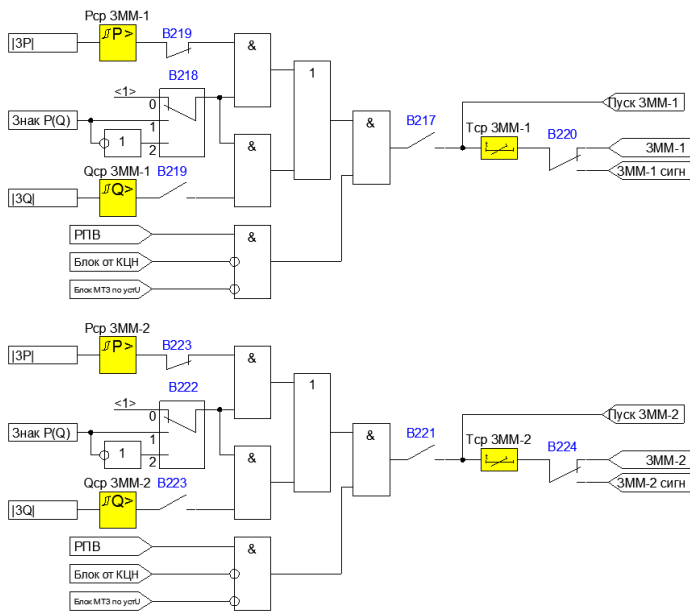 Рср ЗММ-1
|3P|
P>
B219
&
1
B218
<1>
0
Знак P(Q)
1
1
2
&
&
B217
Пуск ЗММ-1
Тср ЗММ-1
B220
ЗММ-1
ЗММ-1 сигн
Qср ЗММ-1
|3Q|
Q>
B219
РПВ
Блок от КЦН
Блок МТЗ по устU
&
Рср ЗММ-2
|3P|
P>
B223
&
1
B222
<1>
0
Знак P(Q)
1
1
2
&
&
B221
Пуск ЗММ-2
Тср ЗММ-2
B224
ЗММ-2
ЗММ-2 сигн
Qср ЗММ-2
|3Q|
Q>
B223
РПВ
Блок от КЦН
Блок МТЗ по устU
&